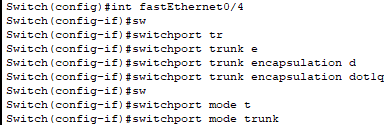 Switch(config)#int fastEthernet0/4
Switch(config-if)#sw
Switch(config-if)#switchport tr
Switch(config-if)#switchport trunk e
Switch(config-if)#switchport trunk encapsulation d
Switch(config-if)#switchport trunk encapsulation dot1q
Switch(config-if)#sw
Switch(config-if)#switchport mode t
Switch(config-if)#switchport mode trunk